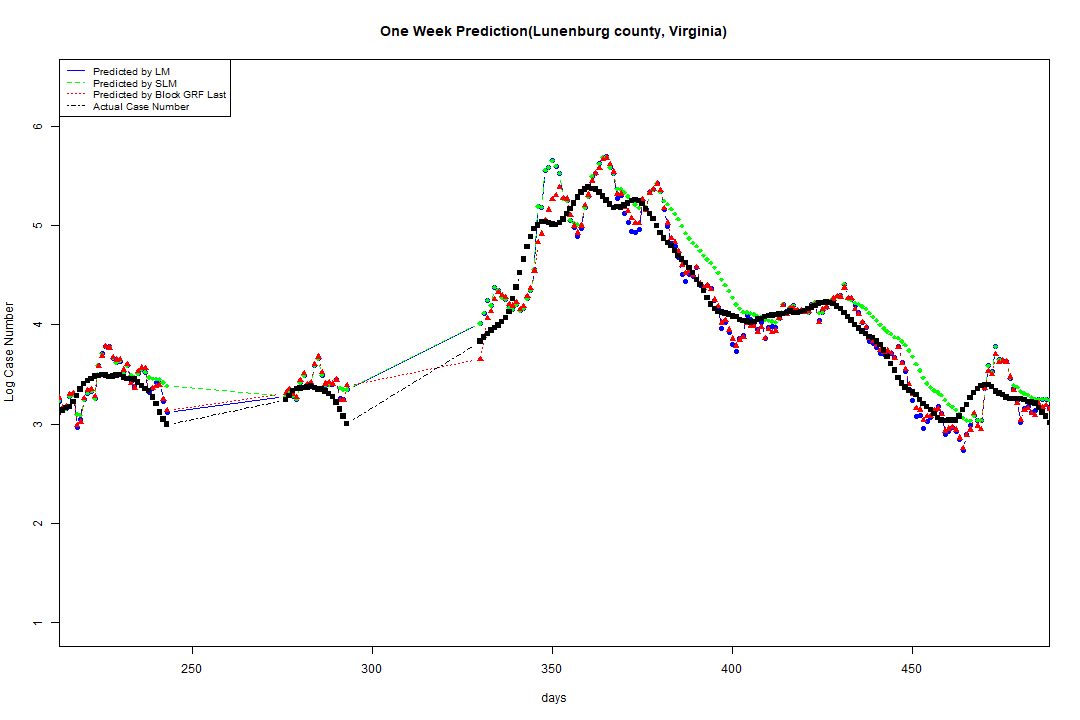 One Week Prediction(Lunenburg county, Virginia)
Predicted by LM
Predicted by SLM
Predicted by Block GRF Last
Actual Case Number
Log Case Number
6
5
4
3
2
1
250
300
350
400
450
days